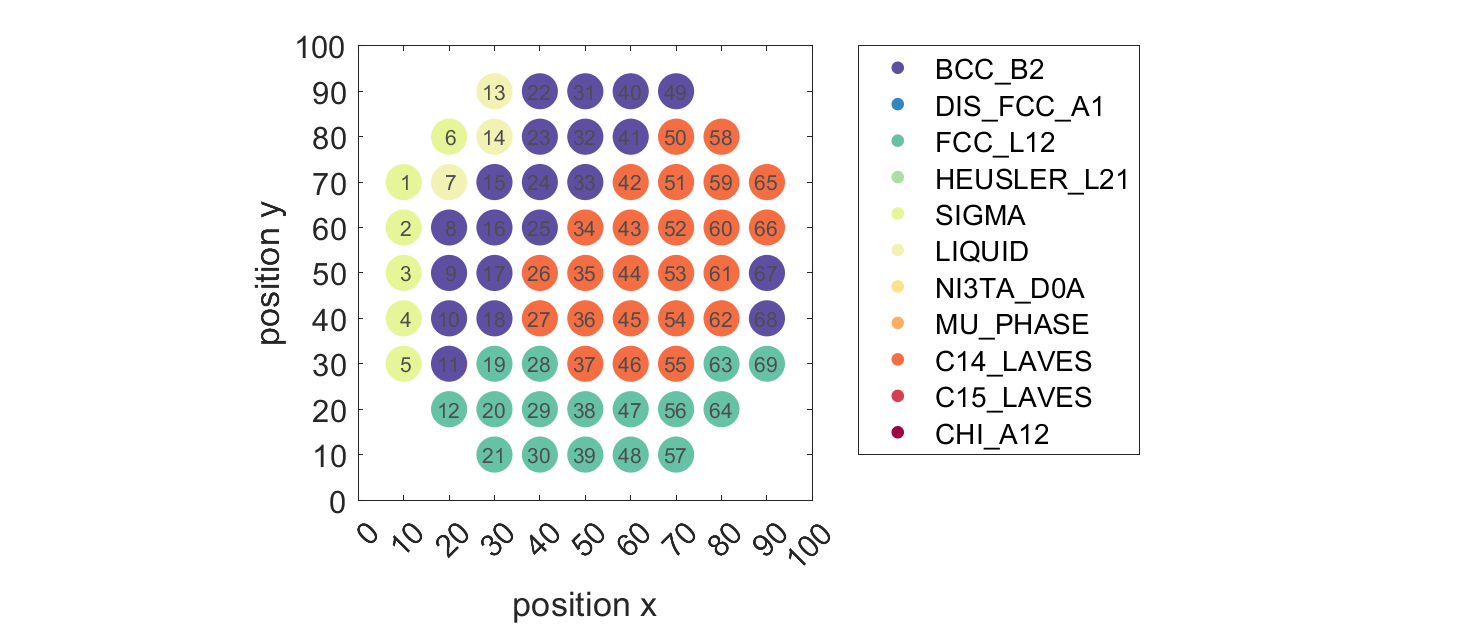 100
90 13 22 31 40 49
80 6 14 23 32 41 50 58
70 1 7 15 24 33 42 51 59 65
60 2 8 16 25 34 43 52 60 66
50 3 9 17 26 35 44 53 61 67
40 4 10 18 27 36 45 54 62 68
30 5 11 19 28 37 46 55 63 69
20 12 20 29 38 47 56 64
10 21 30 39 48 57
0
position y
0 10 20 30 40 50 60 70 80 90 100
position x
BCC_B2
DIS_FCC_A1
FCC_L12
HEUSLER_L21
SIGMA
LIQUID
NI3TA_D0A
MU_PHASE
C14_LAVES
C15_LAVES
CHI_A12